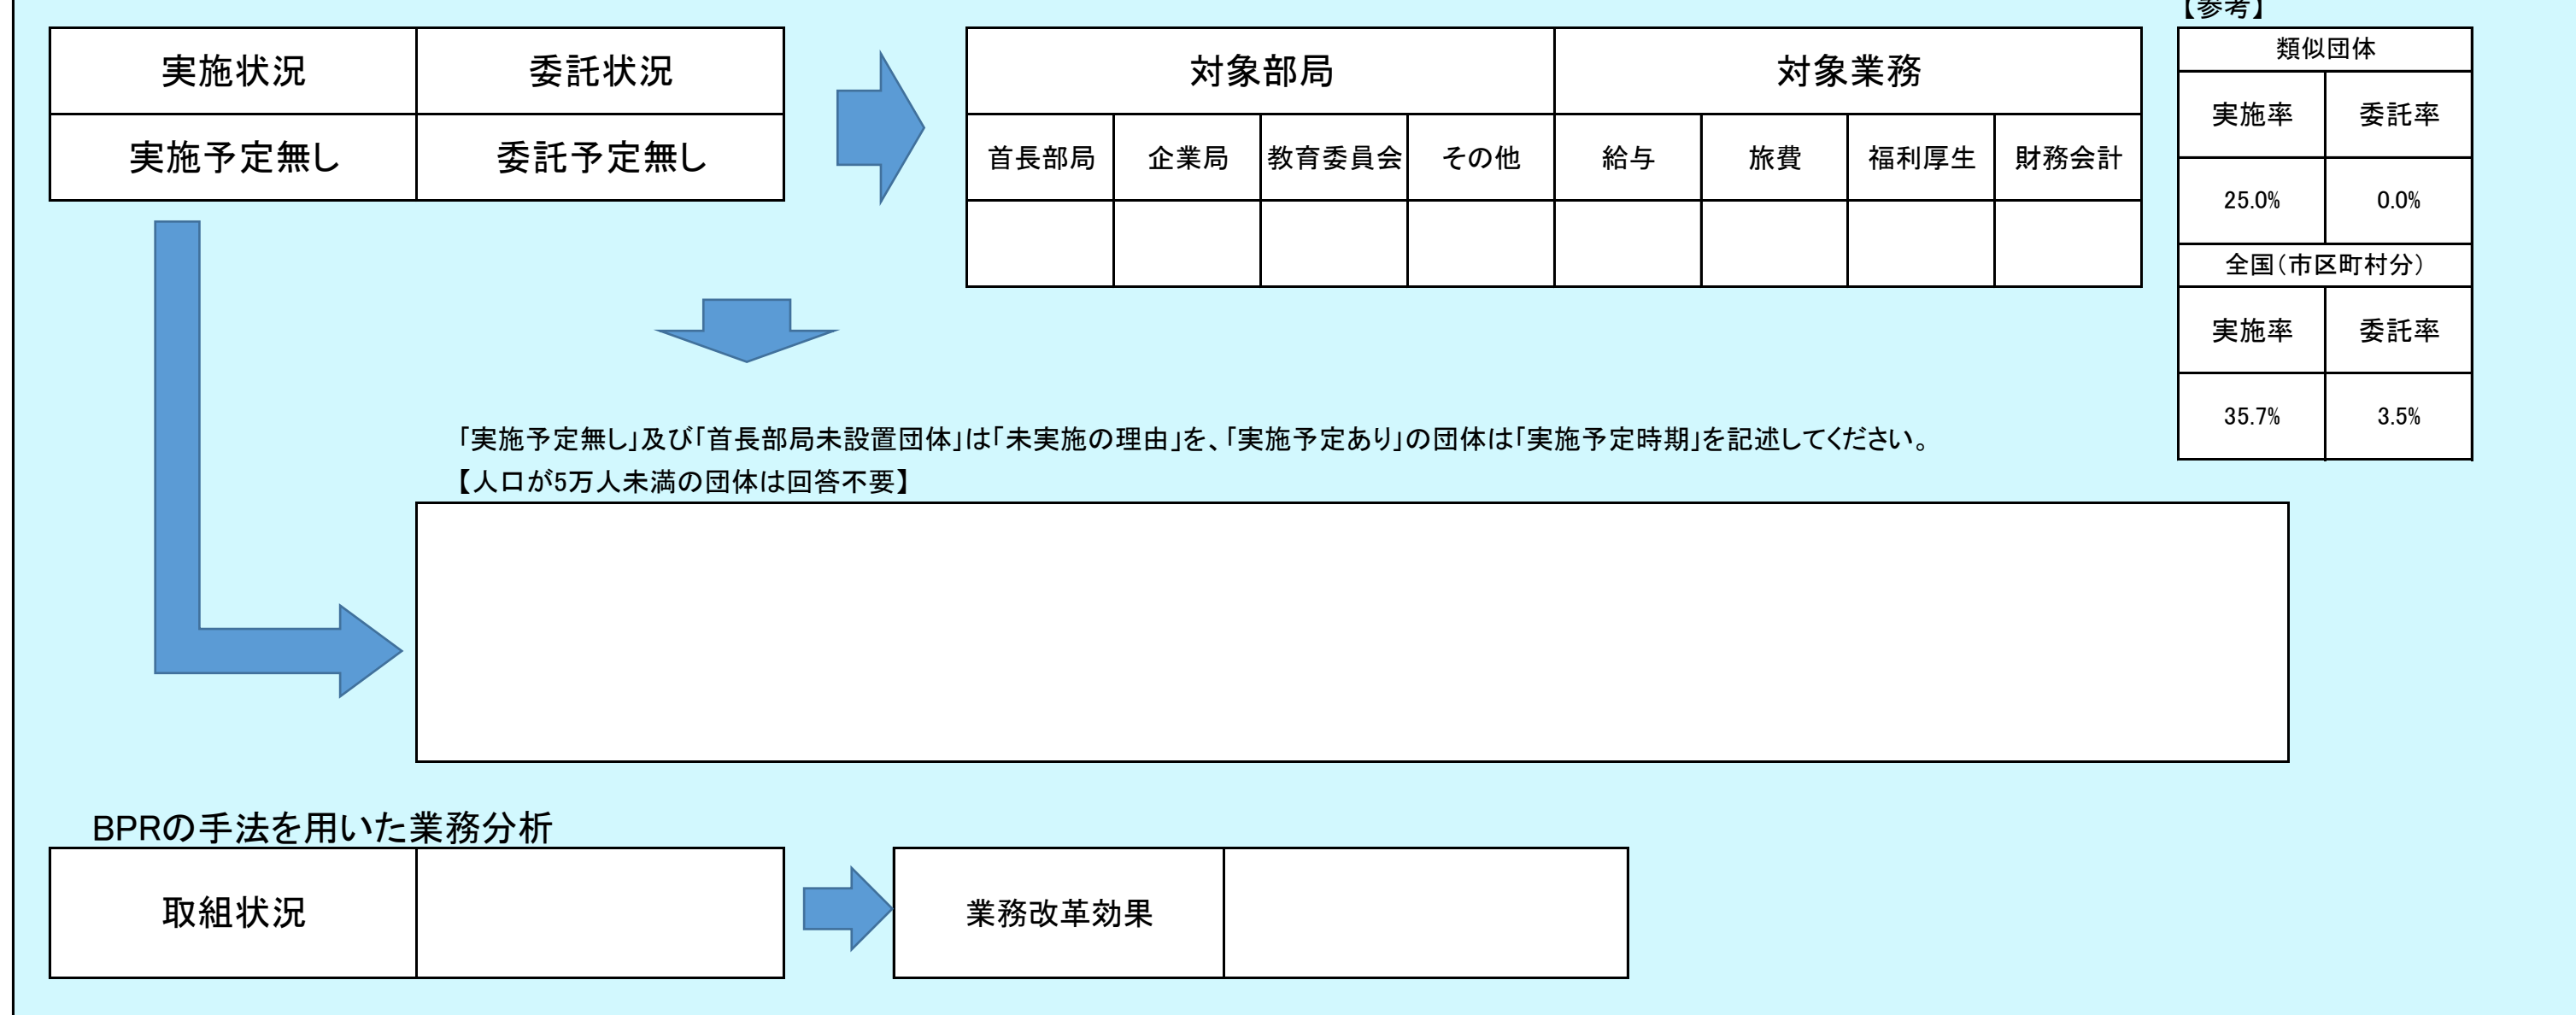 【参考】
実施状況 委託状況
実施予定無し 委託予定無し
対象部局 対象業務
首長部局 企業局 教育委員会 その他 給与 旅費 福利厚生 財務会計
類似団体
実施率 委託率
25.0% 0.0%
全国（市区町村分）
実施率 委託率
35.7% 3.5%
「実施予定無し」及び「首長部局未設置団体」は「未実施の理由」を、「実施予定あり」の団体は「実施予定時期」を記述してください。
【人口が5万人未満の団体は回答不要】
BPRの手法を用いた業務分析
取組状況
業務改革効果